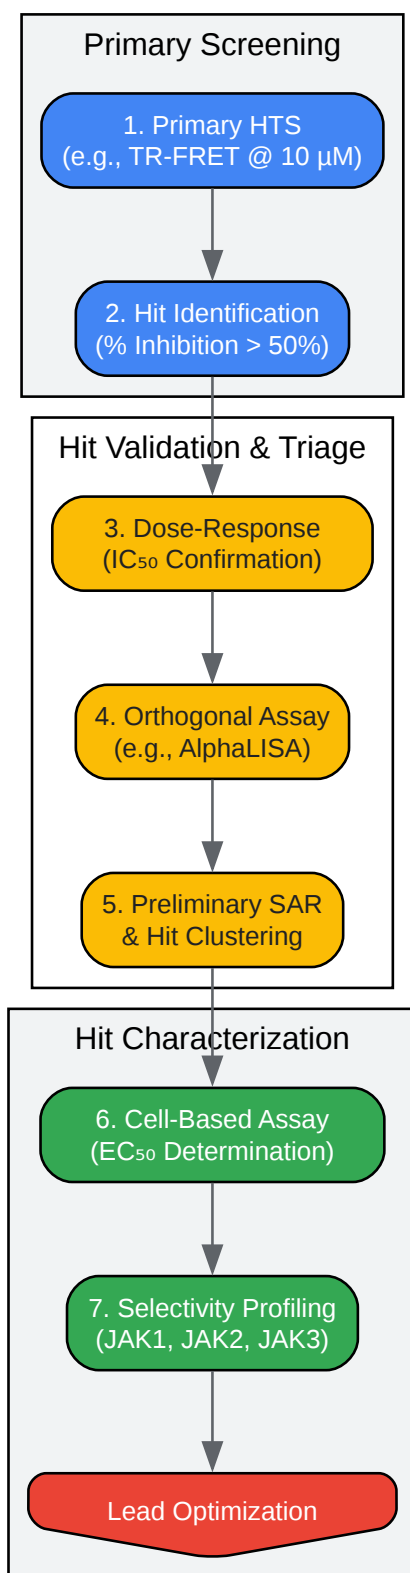 Primary Screening
1. Primary HTS
(e.g., TR-FRET @ 10 µM)
2. Hit Identification
(% Inhibition > 50%)
Hit Validation & Triage
3. Dose-Response
(IC₅₀ Confirmation)
4. Orthogonal Assay
(e.g., AlphaLISA)
5. Preliminary SAR
& Hit Clustering
Hit Characterization
6. Cell-Based Assay
(EC₅₀ Determination)
7. Selectivity Profiling
(JAK1, JAK2, JAK3)
Lead Optimization